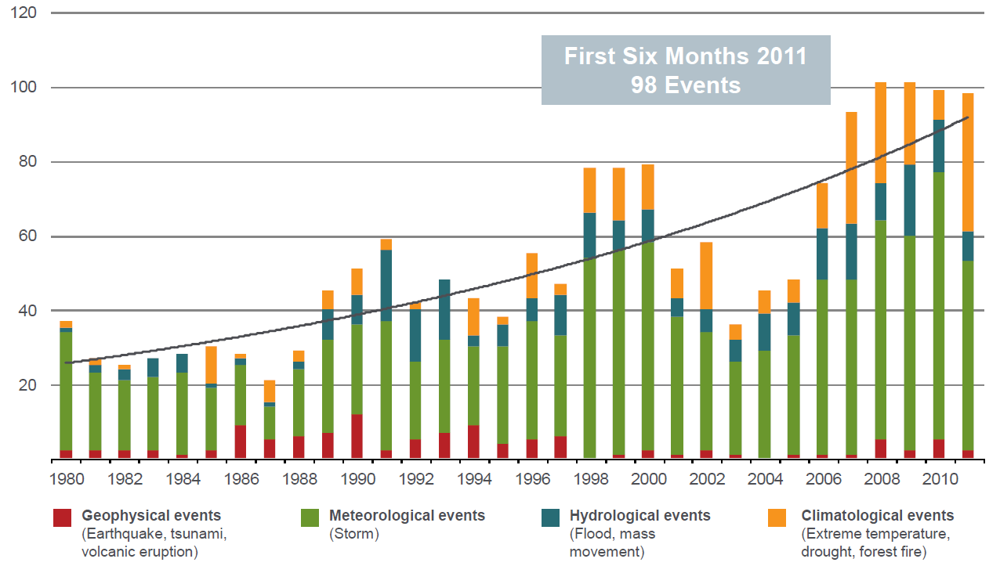 120
First Six Months 2011
98 Events
100
80
60
40
20
1980 1982 1984 1986 1988 1990 1992 1994 1996 1998 2000 2002 2004 2006 2008 2010
Geophysical events
(Earthquake, tsunami,
volcanic eruption)
Meteorological events
(Storm)
Hydrological events
(Flood, mass
movement)
Climatological events
(Extreme temperature,
drought, forest fire)